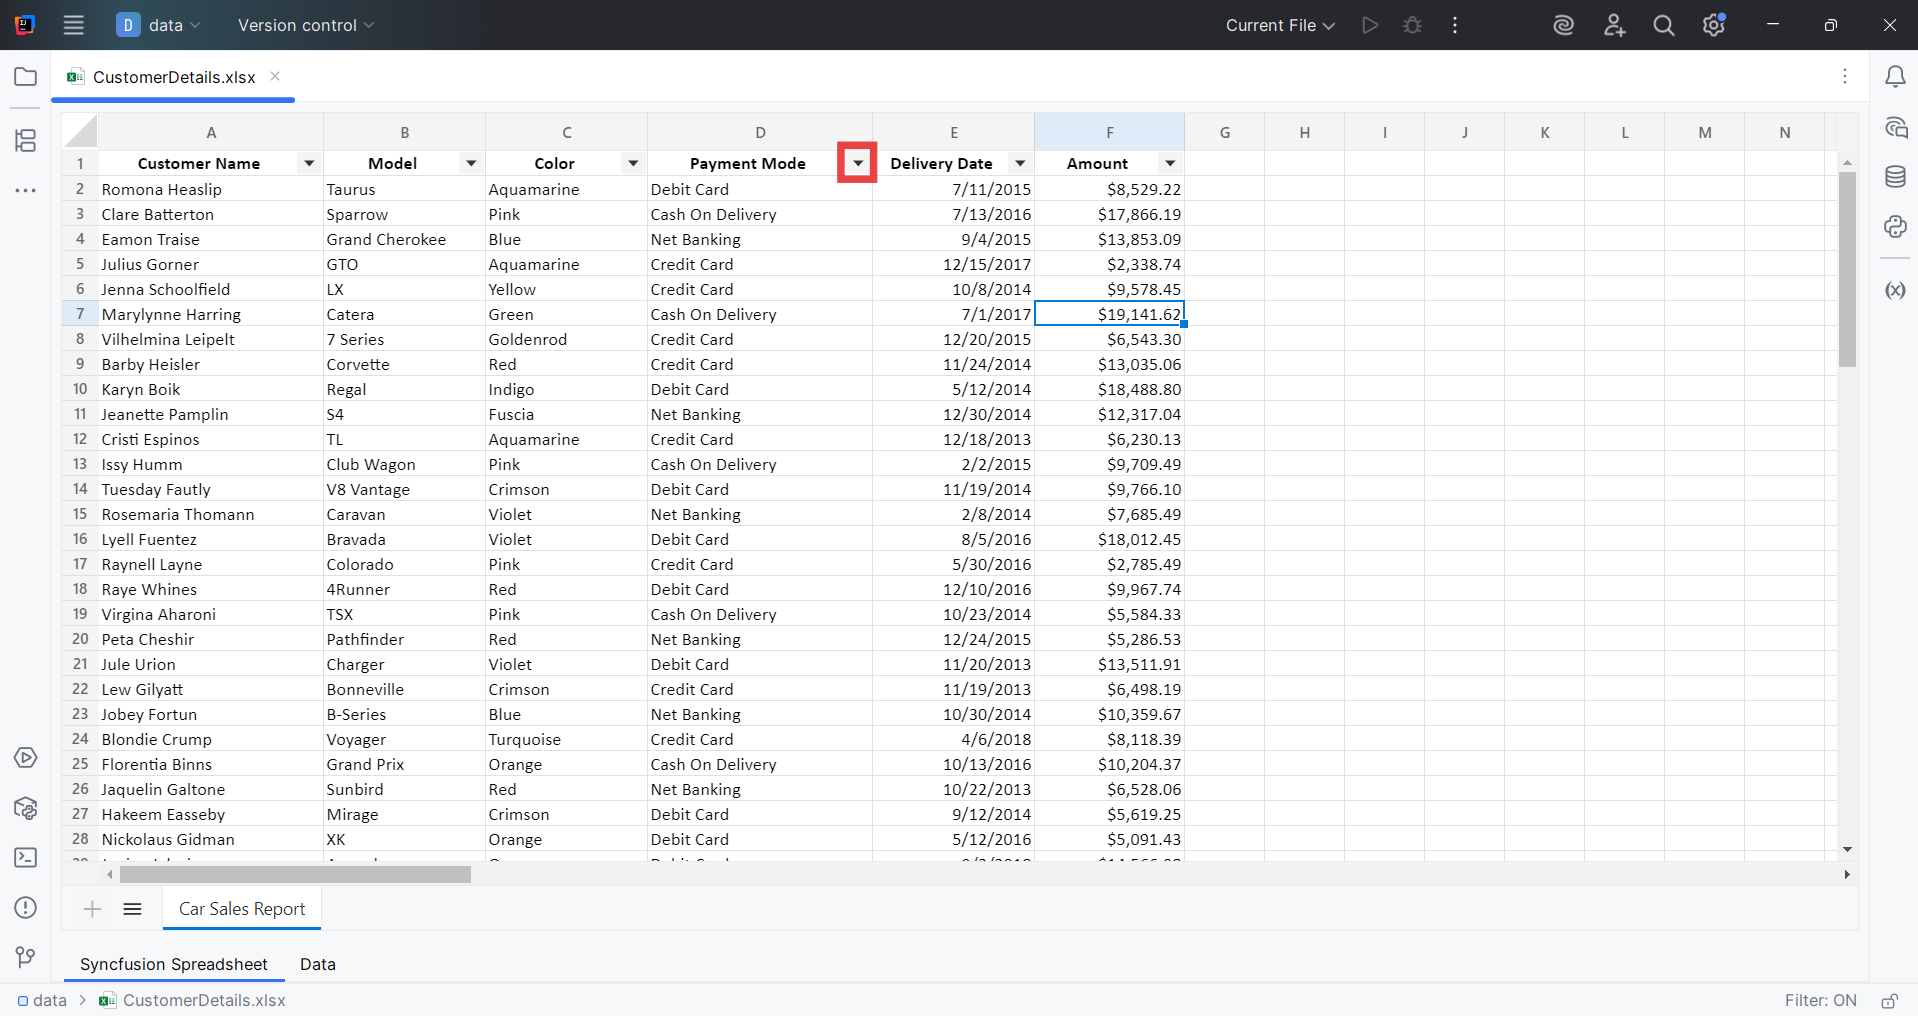 D data Version control Current File
CustomerDetails.xlsx
A B C D E F G H I J K L M N
1 Customer Name Model Color Payment Mode Delivery Date Amount
2 Romona Heaslip Taurus Aquamarine Debit Card 7/11/2015 $8,529.22
3 Clare Batterton Sparrow Pink Cash On Delivery 7/13/2016 $17,866.19
4 Eamon Traise Grand Cherokee Blue Net Banking 9/4/2015 $13,853.09
5 Julius Gorner GTO Aquamarine Credit Card 12/15/2017 $2,338.74
6 Jenna Schoolfield LX Yellow Credit Card 10/8/2014 $9,578.45
7 Marylynne Harring Catera Green Cash On Delivery 7/1/2017 $19,141.62
8 Vilhelmina Leipelt 7 Series Goldenrod Credit Card 12/20/2015 $6,543.30
9 Barby Heisler Corvette Red Credit Card 11/24/2014 $13,035.06
10 Karyn Boik Regal Indigo Debit Card 5/12/2014 $18,488.80
11 Jeanette Pamplin S4 Fuscia Net Banking 12/30/2014 $12,317.04
12 Cristi Espinos TL Aquamarine Credit Card 12/18/2013 $6,230.13
13 Issy Humm Club Wagon Pink Cash On Delivery 2/2/2015 $9,709.49
14 Tuesday Fautly V8 Vantage Crimson Debit Card 11/19/2014 $9,766.10
15 Rosemaria Thomann Caravan Violet Net Banking 2/8/2014 $7,685.49
16 Lyell Fuentez Bravada Violet Debit Card 8/5/2016 $18,012.45
17 Raynell Layne Colorado Pink Credit Card 5/30/2016 $2,785.49
18 Raye Whines 4Runner Red Debit Card 12/10/2016 $9,967.74
19 Virgina Aharoni TSX Pink Cash On Delivery 10/23/2014 $5,584.33
20 Peta Cheshir Pathfinder Red Net Banking 12/24/2015 $5,286.53
21 Jule Urion Charger Violet Debit Card 11/20/2013 $13,511.91
22 Lew Gilyatt Bonneville Crimson Credit Card 11/19/2013 $6,498.19
23 Jobey Fortun B-Series Blue Net Banking 10/30/2014 $10,359.67
24 Blondie Crump Voyager Turquoise Credit Card 4/6/2018 $8,118.39
25 Florentia Binns Grand Prix Orange Cash On Delivery 10/13/2016 $10,204.37
26 Jaquelin Galtone Sunbird Red Net Banking 10/22/2013 $6,528.06
27 Hakeem Easseby Mirage Crimson Debit Card 9/12/2014 $5,619.25
28 Nickolaus Gidman XK Orange Debit Card 5/12/2016 $5,091.43
Car Sales Report
Syncfusion Spreadsheet Data
data > CustomerDetails.xlsx Filter: ON